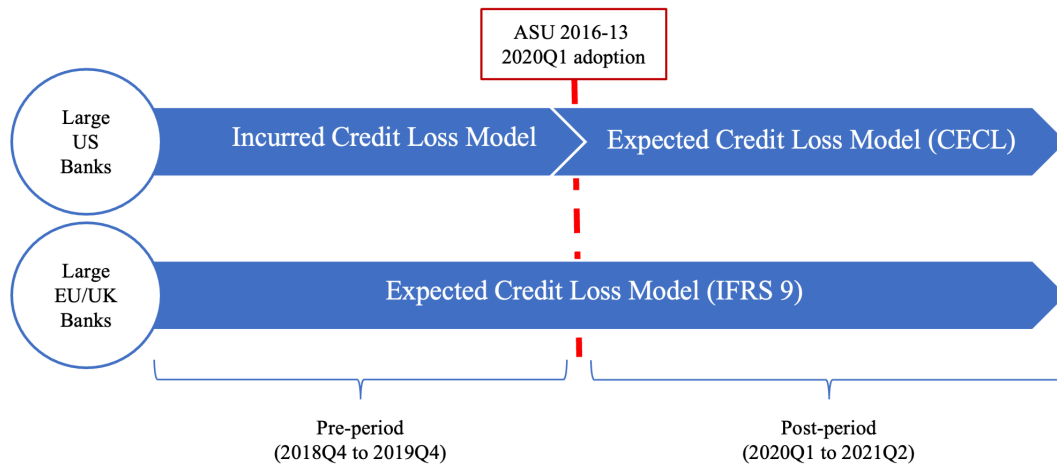 ASU 2016-13
2020Q1 adoption
Large
US
Banks
Incurred Credit Loss Model
Expected Credit Loss Model (CECL)
Large
EU/UK
Banks
Expected Credit Loss Model (IFRS 9)
Pre-period
(2018Q4 to 2019Q4)
Post-period
(2020Q1 to 2021Q2)